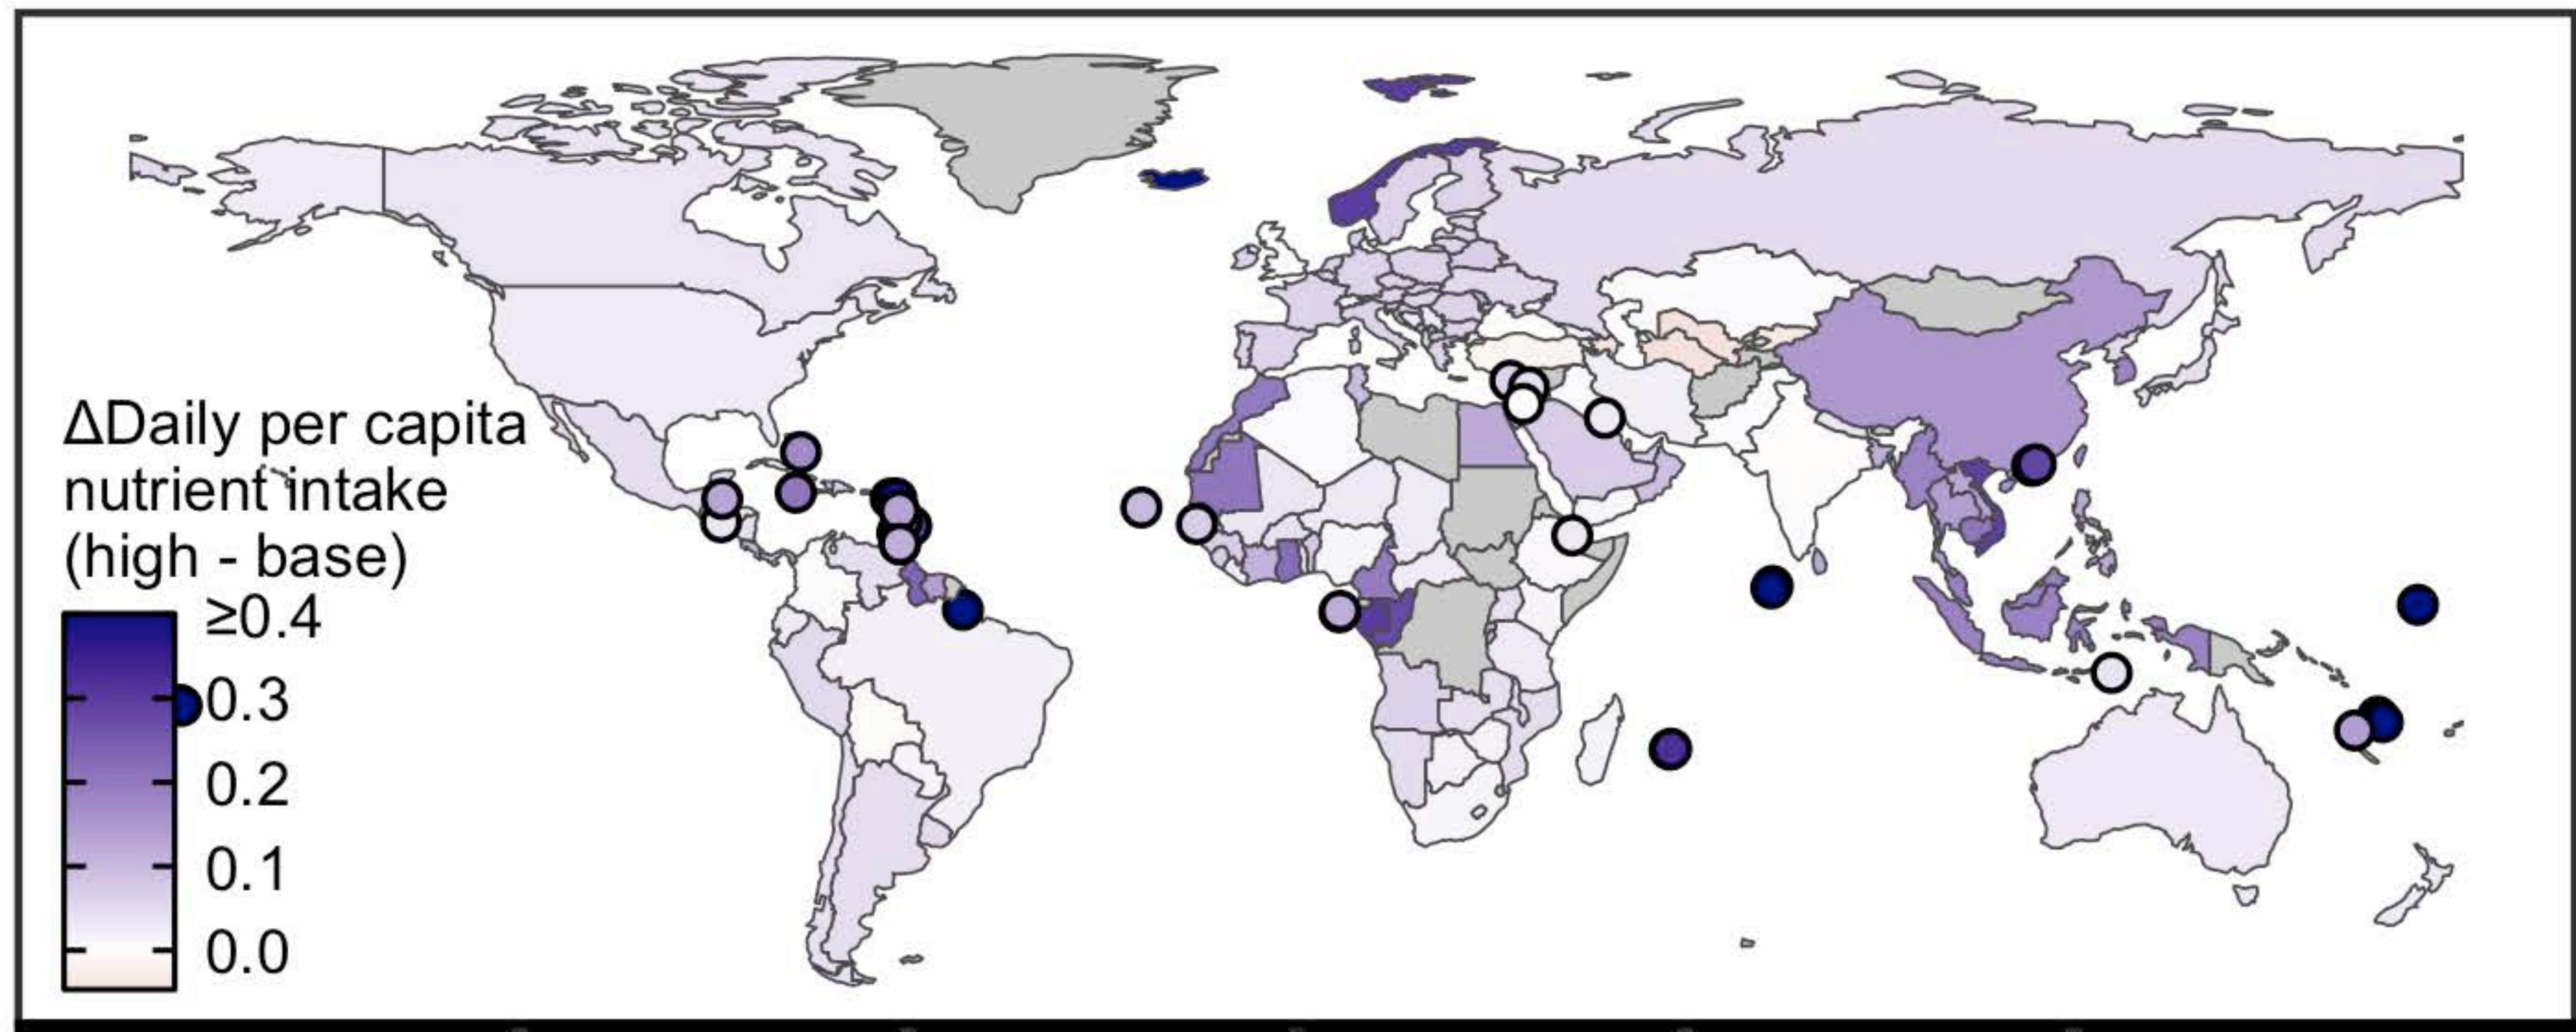 ΔDaily per capita
nutrient intake
(high - base)
≥0.4
0.3
0.2
0.1
0.0